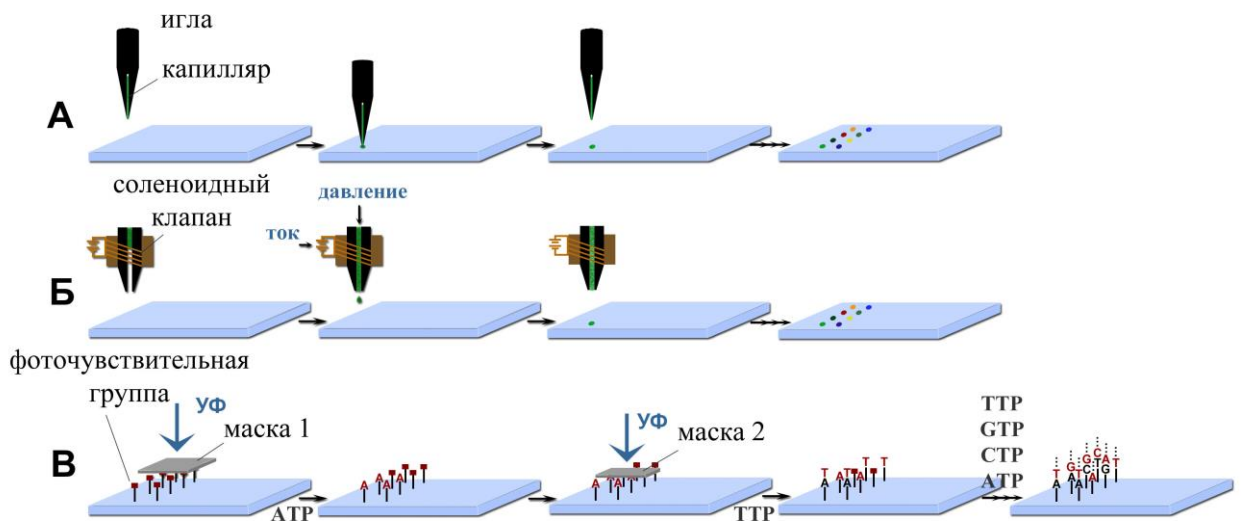 игла
капилляр
А
соленоидный
клапан
давление
ток
Б
фоточувствительная
группа
УФ
маска 1
УФ
маска 2
TTP
GTP
CTP
ATP
В
ATP
TTP